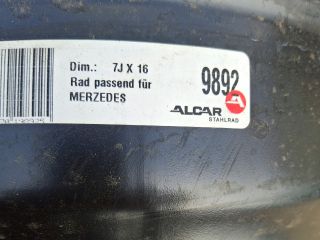 Dim.: 7J X 16
Rad passend für
MERZEDES
9892
ALCAR
STAHLRAD